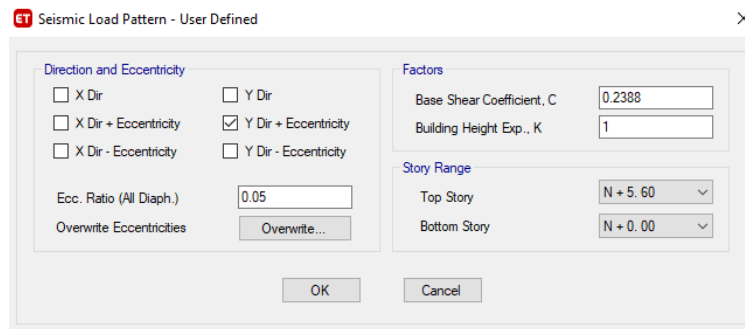 ET Seismic Load Pattern - User Defined
Direction and Eccentricity
X Dir
Y Dir
X Dir + Eccentricity
Y Dir + Eccentricity
X Dir - Eccentricity
Y Dir - Eccentricity
Ecc. Ratio (All Diaph.)
0.05
Overwrite Eccentricities
Overwrite...
Factors
Base Shear Coefficient, C
0.2388
Building Height Exp., K
1
Story Range
Top Story
N + 5. 60
Bottom Story
N + 0. 00
OK
Cancel